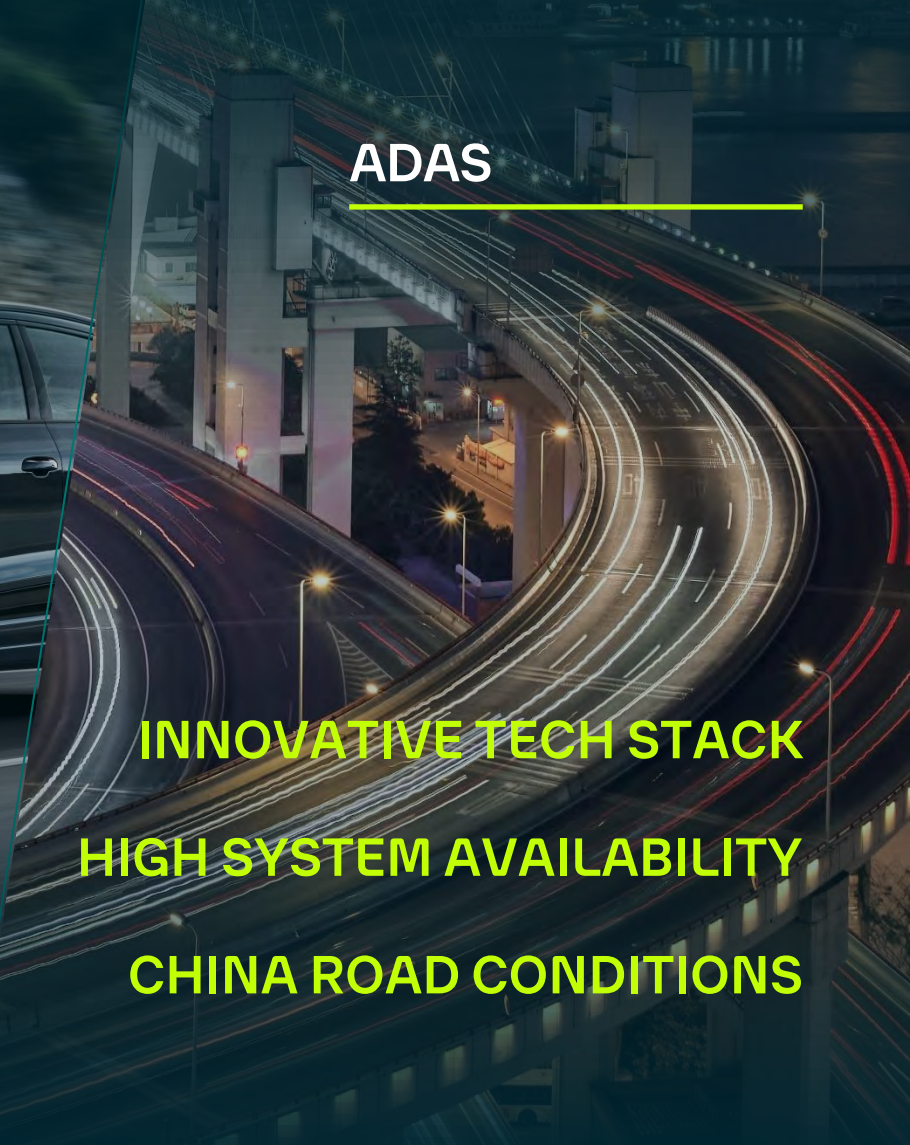 ADAS
INNOVATIVE TECH STACK
HIGH SYSTEM AVAILABILITY
CHINA ROAD CONDITIONS